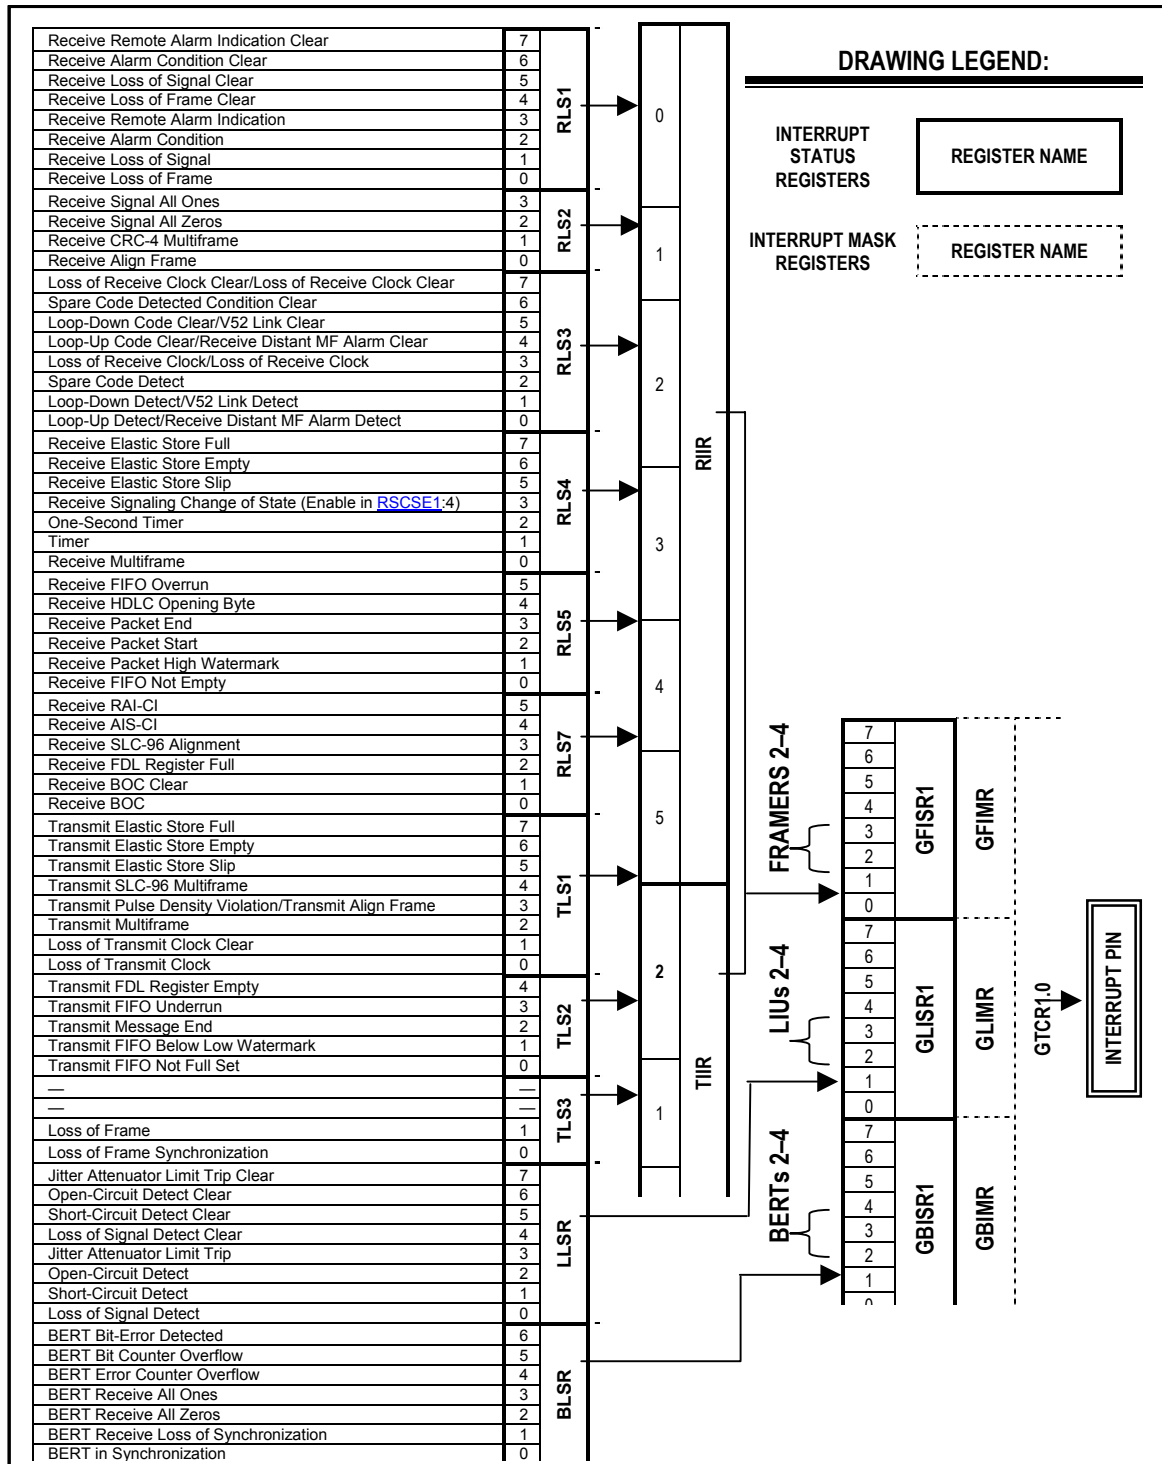 Receive Remote Alarm Indication Clear 7
Receive Alarm Condition Clear 6
Receive Loss of Signal Clear 5
Receive Loss of Frame Clear 4
Receive Remote Alarm Indication 3
Receive Alarm Condition 2
Receive Loss of Signal 1
Receive Loss of Frame 0
RLS1
Receive Signal All Ones 3
Receive Signal All Zeros 2
Receive CRC-4 Multiframe 1
Receive Align Frame 0
RLS2
Loss of Receive Clock Clear/Loss of Receive Clock Clear 7
Spare Code Detected Condition Clear 6
Loop-Down Code Clear/V52 Link Clear 5
Loop-Up Code Clear/Receive Distant MF Alarm Clear 4
Loss of Receive Clock/Loss of Receive Clock 3
Spare Code Detect 2
Loop-Down Detect/V52 Link Detect 1
Loop-Up Detect/Receive Distant MF Alarm Detect 0
RLS3
Receive Elastic Store Full 7
Receive Elastic Store Empty 6
Receive Elastic Store Slip 5
Receive Signaling Change of State (Enable in RSCSE1:4) 3
One-Second Timer 2
Timer 1
Receive Multiframe 0
RLS4
Receive FIFO Overrun 5
Receive HDLC Opening Byte 4
Receive Packet End 3
Receive Packet Start 2
Receive Packet High Watermark 1
Receive FIFO Not Empty 0
RLS5
Receive RAI-CI 5
Receive AIS-CI 4
Receive SLC-96 Alignment 3
Receive FDL Register Full 2
Receive BOC Clear 1
Receive BOC 0
RLS7
Transmit Elastic Store Full 7
Transmit Elastic Store Empty 6
Transmit Elastic Store Slip 5
Transmit SLC-96 Multiframe 4
Transmit Pulse Density Violation/Transmit Align Frame 3
Transmit Multiframe 2
Loss of Transmit Clock Clear 1
Loss of Transmit Clock 0
TLS1
Transmit FDL Register Empty 4
Transmit FIFO Underrun 3
Transmit Message End 2
Transmit FIFO Below Low Watermark 1
Transmit FIFO Not Full Set 0
TLS2
— —
— —
Loss of Frame 1
Loss of Frame Synchronization 0
TLS3
Jitter Attenuator Limit Trip Clear 7
Open-Circuit Detect Clear 6
Short-Circuit Detect Clear 5
Loss of Signal Detect Clear 4
Jitter Attenuator Limit Trip 3
Open-Circuit Detect 2
Short-Circuit Detect 1
Loss of Signal Detect 0
LLSR
BERT Bit-Error Detected 6
BERT Bit Counter Overflow 5
BERT Error Counter Overflow 4
BERT Receive All Ones 3
BERT Receive All Zeros 2
BERT Receive Loss of Synchronization 1
BERT in Synchronization 0
BLSR
0
1
2
3
4
5
RIIR
2
1
TIIR
DRAWING LEGEND:
INTERRUPT
STATUS
REGISTERS
REGISTER NAME
INTERRUPT MASK
REGISTERS
REGISTER NAME
FRAMERS 2–4
7
6
5
4
3
2
1
0
GFISR1
GFIMR
LIUs 2–4
7
6
5
4
3
2
1
0
GLISR1
GLIMR
BERTs 2–4
7
6
5
4
3
2
1
0
GBISR1
GBIMR
GTCR1.0
INTERRUPT PIN